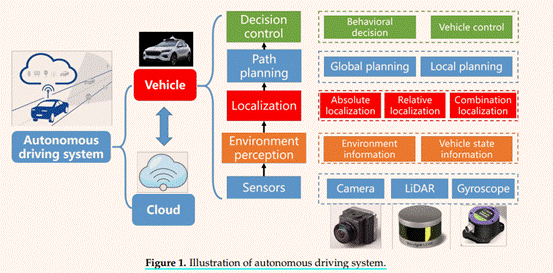 Decision
control
Behavioral
decision
Vehicle control
Vehicle
Path
planning
Global planning
Local planning
Localization
Absolute
localization
Relative
localization
Combination
localization
Autonomous
driving system
Environment
perception
Environment
information
Vehicle state
information
Cloud
Sensors
Camera
LiDAR
Gyroscope
Figure 1. Illustration of autonomous driving system.